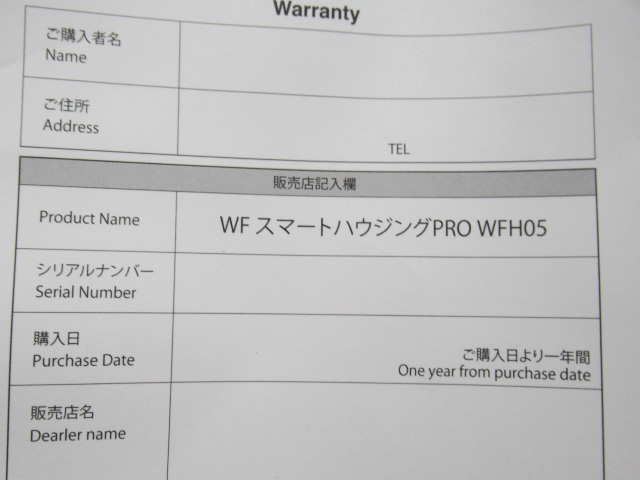 Warranty
ご購入者名
Name
ご住所
Address
TEL
販売店記入欄
Product Name
WF スマートハウジングPRO WFH05
シリアルナンバー
Serial Number
購入日
Purchase Date
ご購入日より一年間
One year from purchase date
販売店名
Dearler name